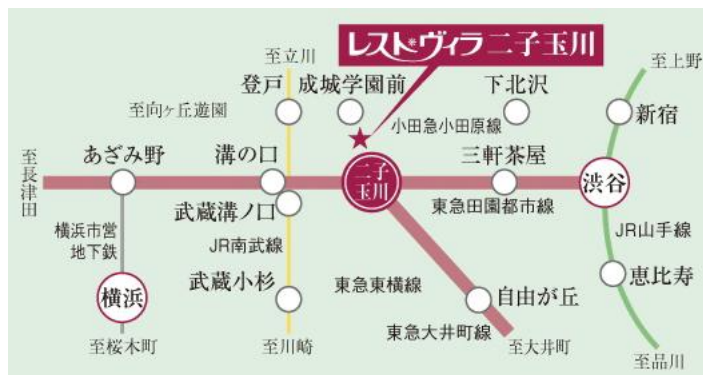 レストヴィラ二子玉川
至立川
至上野
登戸
成城学園前
下北沢
至向ヶ丘遊園
小田急小田原線
新宿
至長津田
あざみ野
溝の口
二子
玉川
三軒茶屋
渋谷
武蔵溝ノ口
東急田園都市線
横浜市営
地下鉄
JR南武線
JR山手線
横浜
武蔵小杉
東急東横線
自由が丘
恵比寿
東急大井町線
至桜木町
至川崎
至大井町
至品川